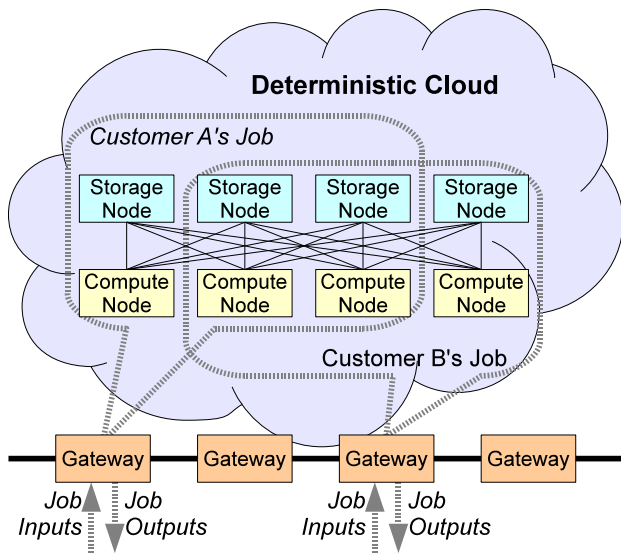 Deterministic Cloud
Customer A's Job
Storage
Node
Storage
Node
Storage
Node
Storage
Node
Compute
Node
Compute
Node
Compute
Node
Compute
Node
Customer B's Job
Gateway
Gateway
Gateway
Gateway
Job
Inputs
Job
Outputs
Job
Inputs
Job
Outputs